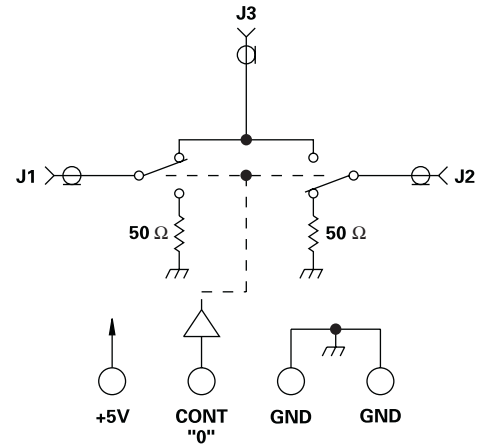 J3
J1
J2
50 Ω
50 Ω
+5V
CONT
"0"
GND
GND